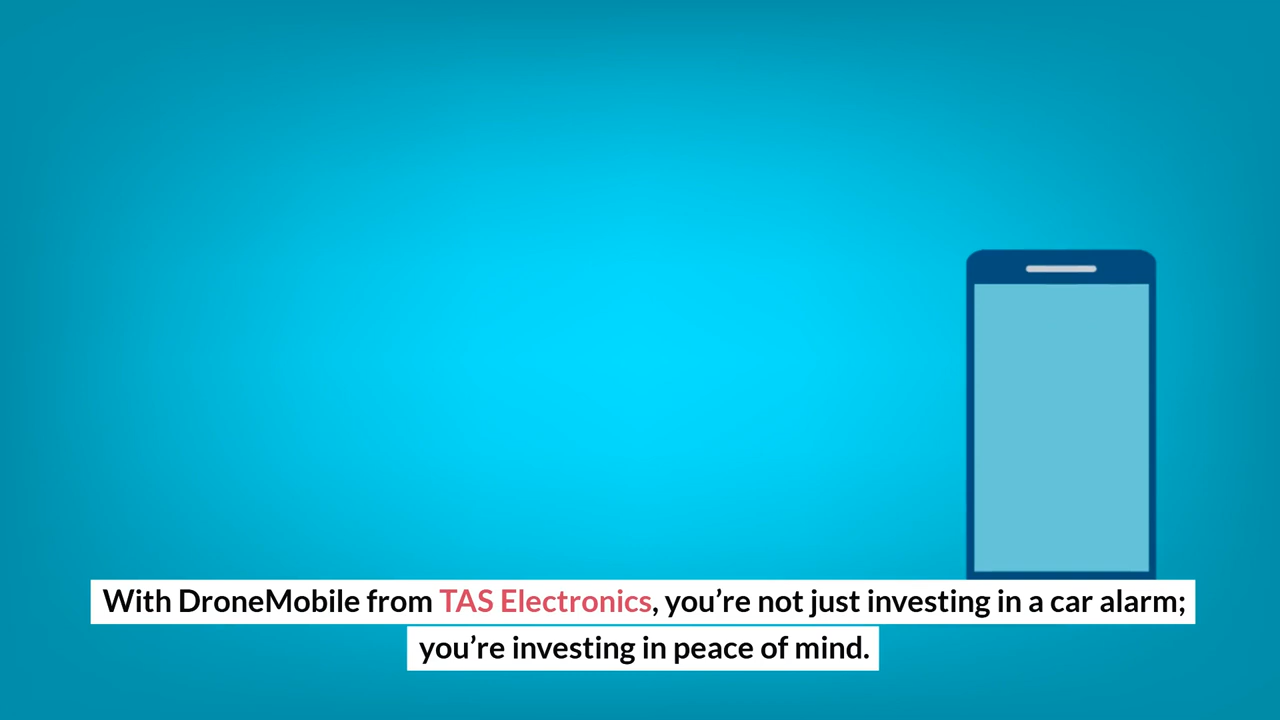 With DroneMobile from TAS Electronics, you’re not just investing in a car alarm;
you’re investing in peace of mind.